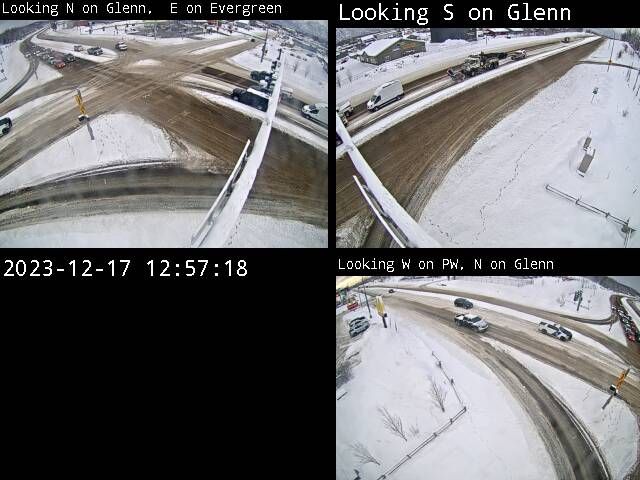 Looking N on Glenn, E on Evergreen
Looking S on Glenn
2023-12-17 12:57:18
Looking W on PW, N on Glenn